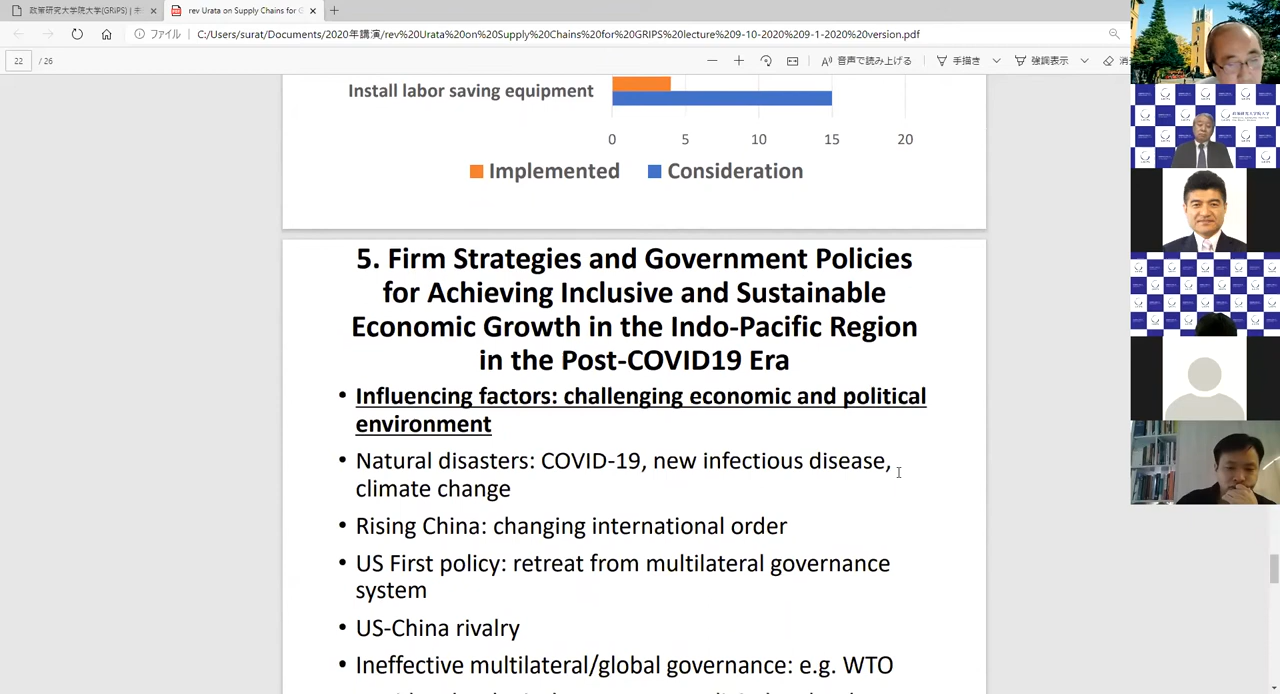 政策研究大学院大学(GRIPS) | 
rev Urata on Supply Chains for G
ファイル
C:/Users/surat/Documents/2020年講演/rev%20Urata%20on%20Supply%20Chains%20for%20GRIPS%20lecture%209-10-2020%209-1-2020%20version.pdf
22 / 26
音声で読み上げる
手描き
強調表示
Install labor saving equipment
0 5 10 15 20
Implemented Consideration
5. Firm Strategies and Government Policies
for Achieving Inclusive and Sustainable
Economic Growth in the Indo-Pacific Region
in the Post-COVID19 Era
• Influencing factors: challenging economic and political
environment
• Natural disasters: COVID-19, new infectious disease,
climate change
• Rising China: changing international order
• US First policy: retreat from multilateral governance
system
• US-China rivalry
• Ineffective multilateral/global governance: e.g. WTO